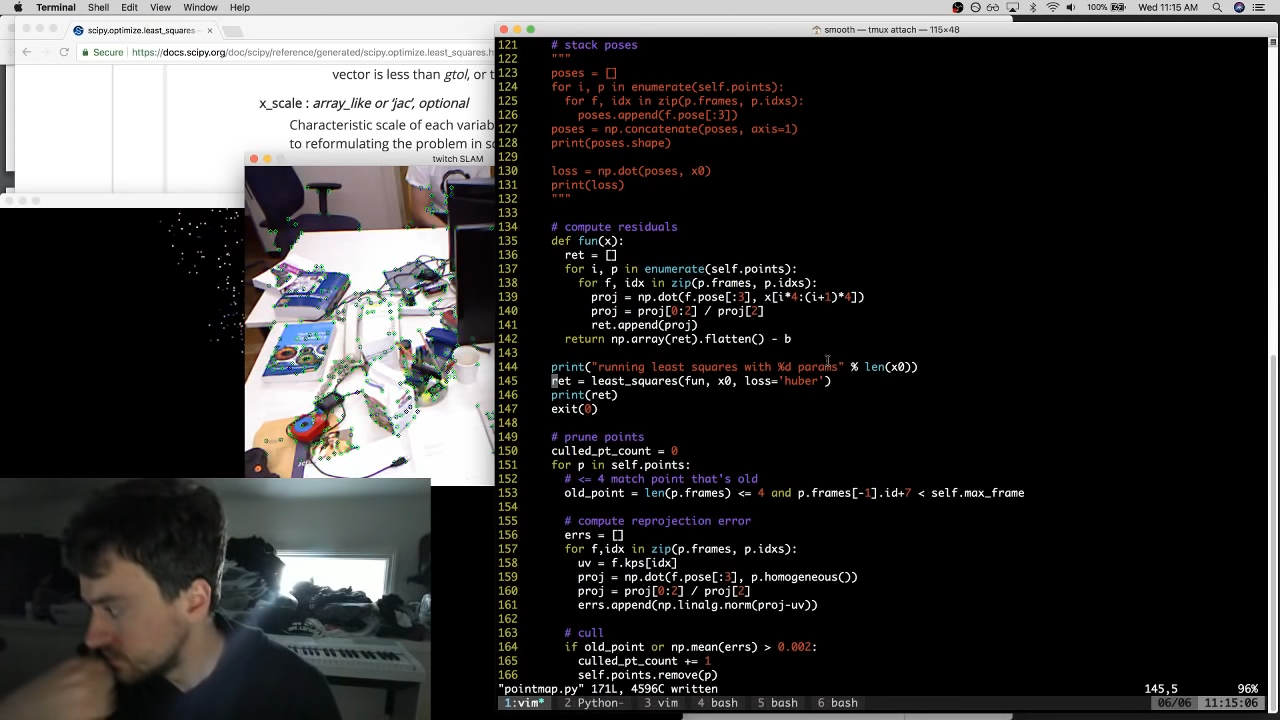 Terminal Shell Edit View Window Help
100% Wed 11:15 AM
scipy.optimize.least_squares
Secure https://docs.scipy.org/doc/scipy/reference/generated/scipy.optimize.least_squares.h
vector is less than gtol, or t
x_scale : array_like or 'jac', optional
Characteristic scale of each variab
to reformulating the problem in sc
twitch SLAM
smooth — tmux attach — 115×48
121 # stack poses
122 """
123 poses = []
124 for i, p in enumerate(self.points):
125 for f, idx in zip(p.frames, p.idxs):
126 poses.append(f.pose[:3])
127 poses = np.concatenate(poses, axis=1)
128 print(poses.shape)
129
130 loss = np.dot(poses, x0)
131 print(loss)
132 """
133
134 # compute residuals
135 def fun(x):
136 ret = []
137 for i, p in enumerate(self.points):
138 for f, idx in zip(p.frames, p.idxs):
139 proj = np.dot(f.pose[:3], x[i*4:(i+1)*4])
140 proj = proj[0:2] / proj[2]
141 ret.append(proj)
142 return np.array(ret).flatten() - b
143
144 print("running least squares with %d params" % len(x0))
145 ret = least_squares(fun, x0, loss='huber')
146 print(ret)
147 exit(0)
148
149 # prune points
150 culled_pt_count = 0
151 for p in self.points:
152 # <= 4 match point that's old
153 old_point = len(p.frames) <= 4 and p.frames[-1].id+7 < self.max_frame
154
155 # compute reprojection error
156 errs = []
157 for f,idx in zip(p.frames, p.idxs):
158 uv = f.kps[idx]
159 proj = np.dot(f.pose[:3], p.homogeneous())
160 proj = proj[0:2] / proj[2]
161 errs.append(np.linalg.norm(proj-uv))
162
163 # cull
164 if old_point or np.mean(errs) > 0.002:
165 culled_pt_count += 1
166 self.points.remove(p)
"pointmap.py" 171L, 4596C written 145,5 96%
1:vim* 2 Python- 3 vim 4 bash 5 bash 6 bash 06/06 11:15:06